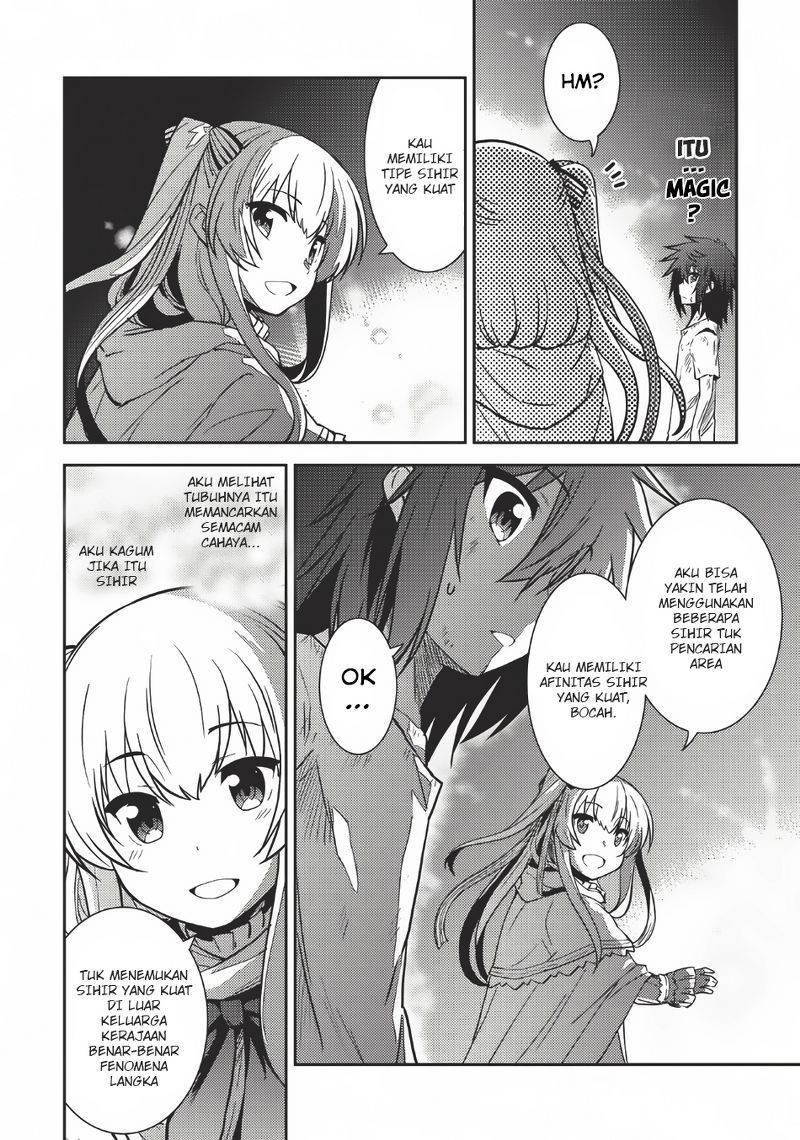 HM?
ITU
...
MAGIC
?
KAU
MEMILIKI
TIPE SIHIR
YANG KUAT
AKU BISA
YAKIN TELAH
MENGGUNAKAN
BEBERAPA
SIHIR TUK
PENCARIAN
AREA
KAU MEMILIKI
AFINITAS SIHIR
YANG KUAT,
BOCAH.
OK
...
AKU MELIHAT
TUBUHNYA ITU
MEMANCARKAN
SEMACAM
CAHAYA...
AKU KAGUM
JIKA ITU
SIHIR
TUK MENEMUKAN
SIHIR YANG KUAT
DI LUAR
KELUARGA
KERAJAAN
BENAR-BENAR
FENOMENA
LANGKA